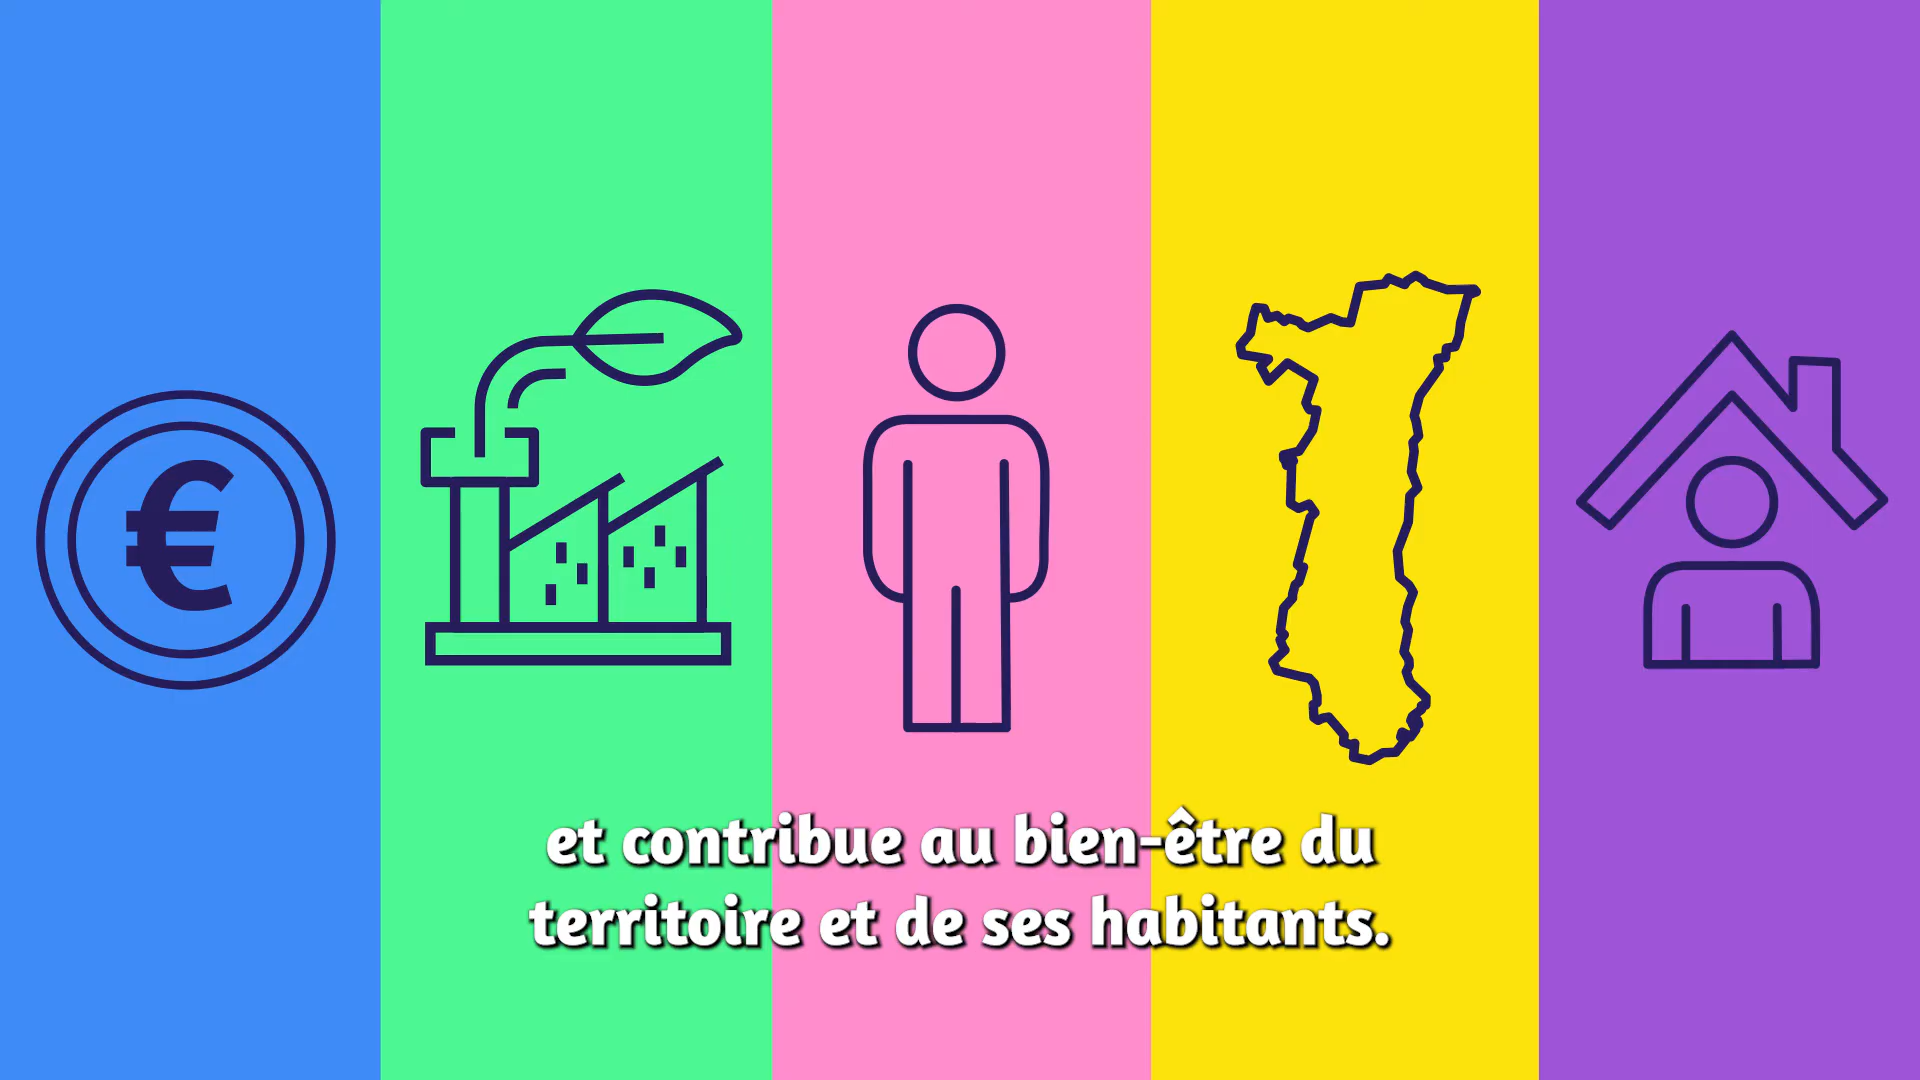 €
et contribue au bien-être du
territoire et de ses habitants.